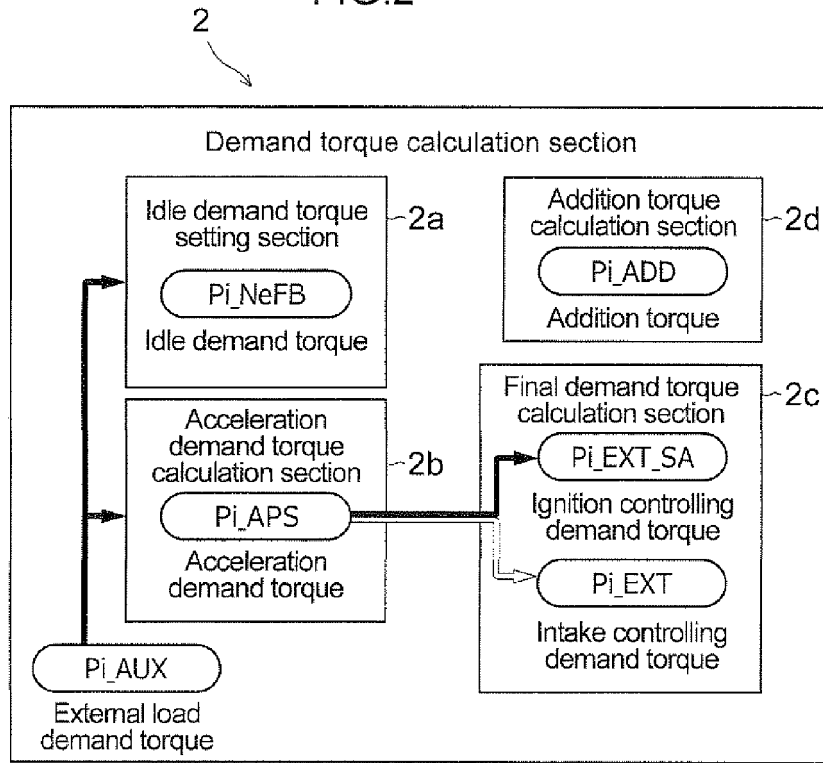 FIG.2
2
Demand torque calculation section
Idle demand torque
setting section
2a
Pi_NeFB
Idle demand torque
Addition torque
calculation section
2d
Pi_ADD
Addition torque
Acceleration
demand torque
calculation section
2b
Pi_APS
Acceleration
demand torque
Final demand torque
calculation section
2c
Pi_EXT_SA
Ignition controlling
demand torque
Pi_EXT
Intake controlling
demand torque
Pi_AUX
External load
demand torque